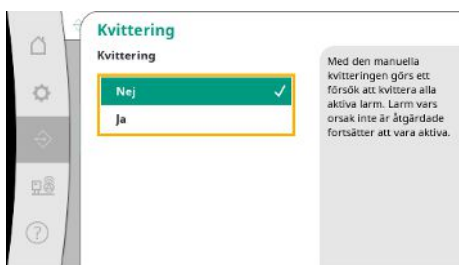 Kvittering
Kvittering
Nej
Ja
Med den manuella
kvitteringen görs ett
försök att kvittera alla
aktiva larm. Larm vars
orsak inte är åtgärdade
fortsätter att vara aktiva.